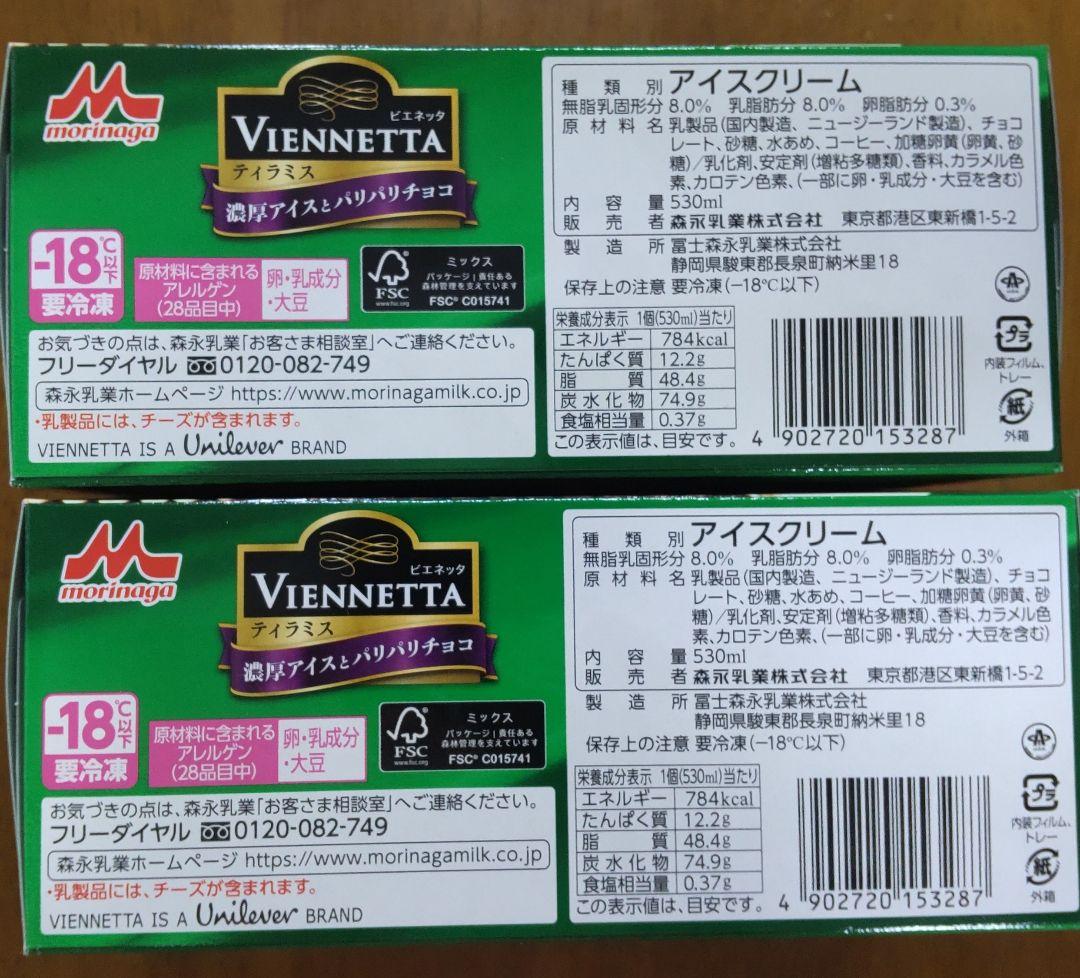 morinaga
ビエネッタ
VIENNETTA
ティラミス
濃厚アイスとパリパリチョコ
-18℃以下
要冷凍
原材料に含まれる
アレルゲン
(28品目中)
卵・乳成分
・大豆
FSC
www.fsc.org
ミックス
パッケージ|責任ある
森林管理を支えています
FSC® C015741
お気づきの点は、森永乳業「お客さま相談室」へご連絡ください。
フリーダイヤル 0120-082-749
森永乳業ホームページ https://www.morinagamilk.co.jp
・乳製品には、チーズが含まれます。
VIENNETTA IS A Unilever BRAND
種類別 アイスクリーム
無脂乳固形分 8.0% 乳脂肪分 8.0% 卵脂肪分 0.3%
原材料名 乳製品(国内製造、ニュージーランド製造)、チョコ
レート、砂糖、水あめ、コーヒー、加糖卵黄(卵黄、砂
糖)/乳化剤、安定剤(増粘多糖類)、香料、カラメル色
素、カロテン色素、(一部に卵・乳成分・大豆を含む)
内容量 530ml
販売者 森永乳業株式会社 東京都港区東新橋1-5-2
製造所 冨士森永乳業株式会社
静岡県駿東郡長泉町納米里18
保存上の注意 要冷凍(-18℃以下)
栄養成分表示 1個(530ml)当たり
エネルギー 784kcal
たんぱく質 12.2g
脂質 48.4g
炭水化物 74.9g
食塩相当量 0.37g
この表示値は、目安です。
4 902720 153287
プラ
内装フィルム、
トレー
紙
外箱
morinaga
ビエネッタ
VIENNETTA
ティラミス
濃厚アイスとパリパリチョコ
-18℃以下
要冷凍
原材料に含まれる
アレルゲン
(28品目中)
卵・乳成分
・大豆
FSC
www.fsc.org
ミックス
パッケージ|責任ある
森林管理を支えています
FSC® C015741
お気づきの点は、森永乳業「お客さま相談室」へご連絡ください。
フリーダイヤル 0120-082-749
森永乳業ホームページ https://www.morinagamilk.co.jp
・乳製品には、チーズが含まれます。
VIENNETTA IS A Unilever BRAND
種類別 アイスクリーム
無脂乳固形分 8.0% 乳脂肪分 8.0% 卵脂肪分 0.3%
原材料名 乳製品(国内製造、ニュージーランド製造)、チョコ
レート、砂糖、水あめ、コーヒー、加糖卵黄(卵黄、砂
糖)/乳化剤、安定剤(増粘多糖類)、香料、カラメル色
素、カロテン色素、(一部に卵・乳成分・大豆を含む)
内容量 530ml
販売者 森永乳業株式会社 東京都港区東新橋1-5-2
製造所 冨士森永乳業株式会社
静岡県駿東郡長泉町納米里18
保存上の注意 要冷凍(-18℃以下)
栄養成分表示 1個(530ml)当たり
エネルギー 784kcal
たんぱく質 12.2g
脂質 48.4g
炭水化物 74.9g
食塩相当量 0.37g
この表示値は、目安です。
4 902720 153287
プラ
内装フィルム、
トレー
紙
外箱